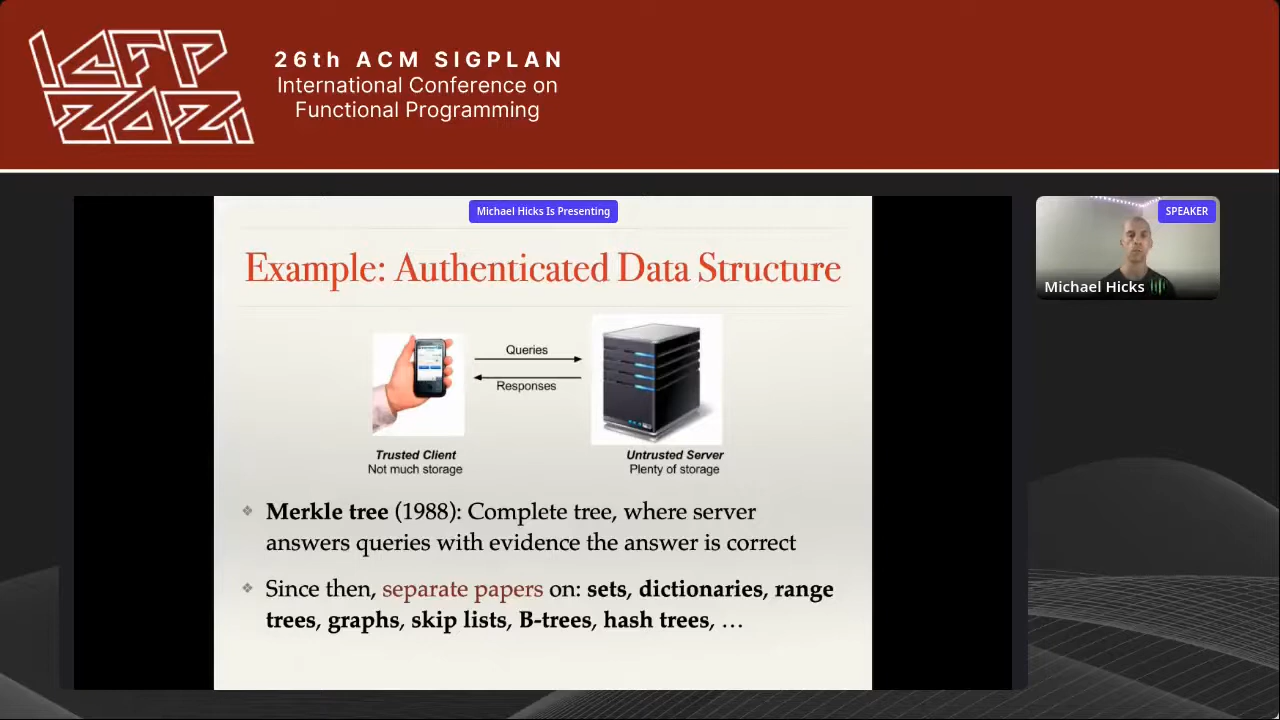 ICFP
2021
26th ACM SIGPLAN
International Conference on
Functional Programming
Michael Hicks Is Presenting
SPEAKER
Michael Hicks
Example: Authenticated Data Structure
Queries
Responses
Trusted Client
Not much storage
Untrusted Server
Plenty of storage
Merkle tree (1988): Complete tree, where server
answers queries with evidence the answer is correct
Since then, separate papers on: sets, dictionaries, range
trees, graphs, skip lists, B-trees, hash trees, …